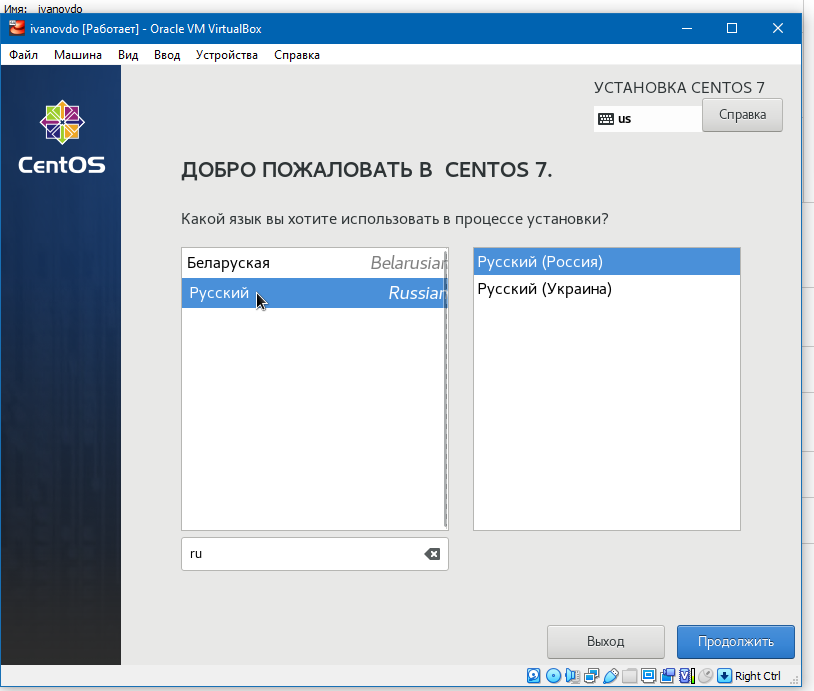 Имя: ivanovdo
ivanovdo [Работает] - Oracle VM VirtualBox
Файл Машина Вид Ввод Устройства Справка
CentOS
УСТАНОВКА CENTOS 7
us Справка
ДОБРО ПОЖАЛОВАТЬ В CENTOS 7.
Какой язык вы хотите использовать в процессе установки?
Беларуская Belarusian
Русский Russian
Русский (Россия)
Русский (Украина)
ru
Выход Продолжить
Right Ctrl